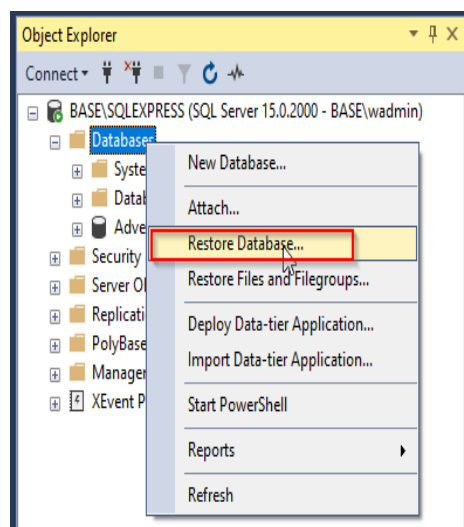 Object Explorer
Connect
BASE\SQLEXPRESS (SQL Server 15.0.2000 - BASE\wadmin)
Databases
Syste
Datab
Adve
Security
Server O
Replicati
PolyBase
Manager
XEvent P
New Database...
Attach...
Restore Database...
Restore Files and Filegroups...
Deploy Data-tier Application...
Import Data-tier Application...
Start PowerShell
Reports
Refresh